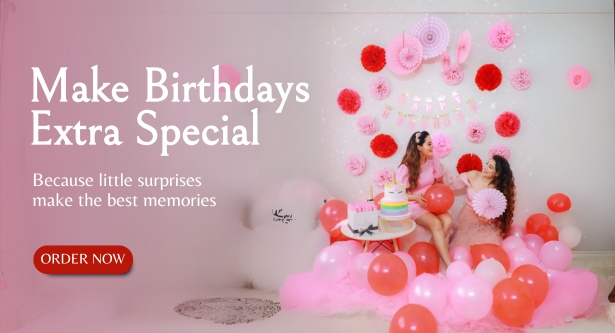 Make Birthdays
Extra Special
Because little surprises
make the best memories
ORDER NOW